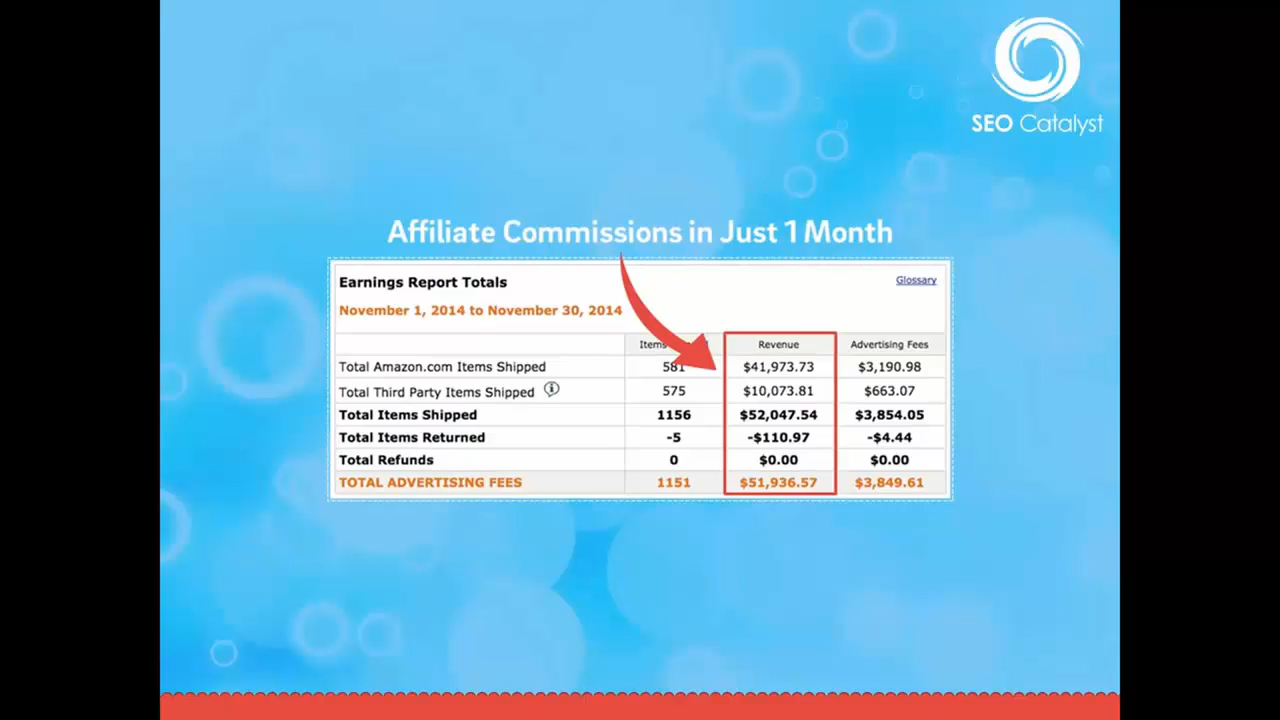 SEO Catalyst
Affiliate Commissions in Just 1 Month
Earnings Report Totals Glossary
November 1, 2014 to November 30, 2014
Items Revenue Advertising Fees
Total Amazon.com Items Shipped 581 $41,973.73 $3,190.98
Total Third Party Items Shipped 575 $10,073.81 $663.07
Total Items Shipped 1156 $52,047.54 $3,854.05
Total Items Returned -5 -$110.97 -$4.44
Total Refunds 0 $0.00 $0.00
TOTAL ADVERTISING FEES 1151 $51,936.57 $3,849.61